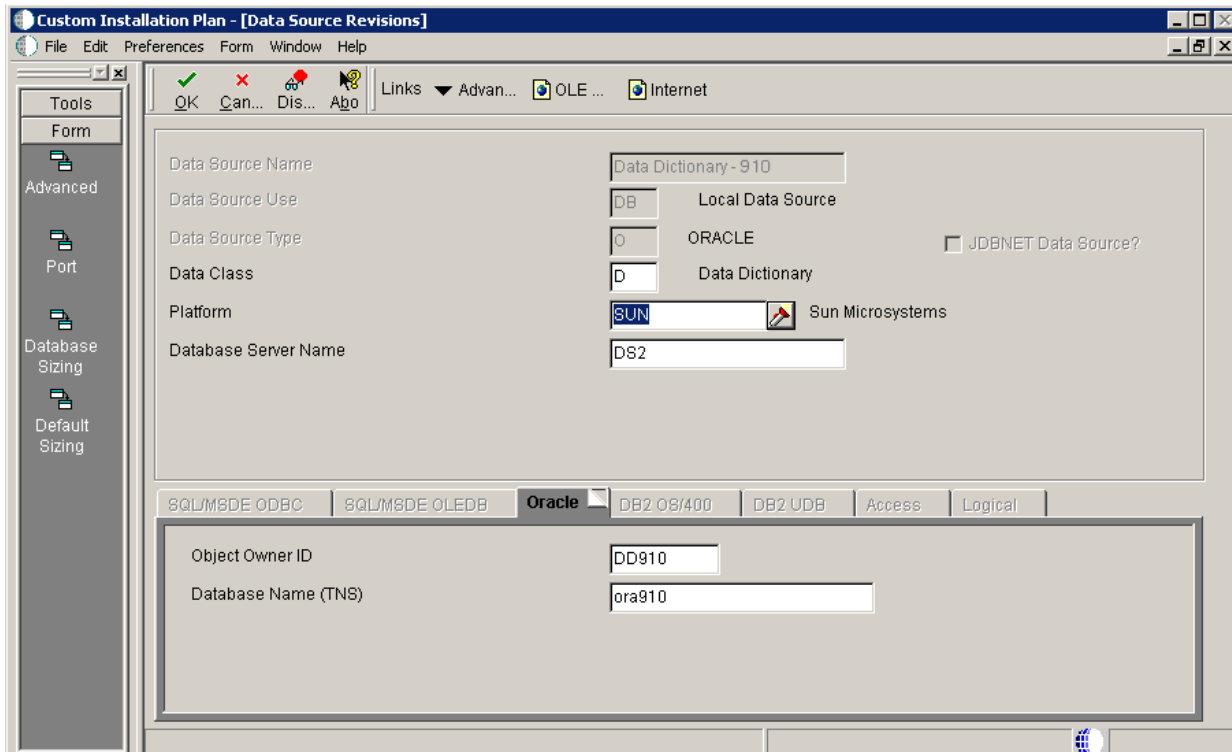 Custom Installation Plan - [Data Source Revisions]
File Edit Preferences Form Window Help
Tools
Form
Advanced
Port
Database
Sizing
Default
Sizing
OK Can... Dis... Abo Links Advan... OLE ... Internet
Data Source Name Data Dictionary - 910
Data Source Use DB Local Data Source
Data Source Type O ORACLE JDBNET Data Source?
Data Class D Data Dictionary
Platform SUN Sun Microsystems
Database Server Name DS2
SQL/MSDE ODBC SQL/MSDE OLEDB Oracle DB2 OS/400 DB2 UDB Access Logical
Object Owner ID DD910
Database Name (TNS) ora910